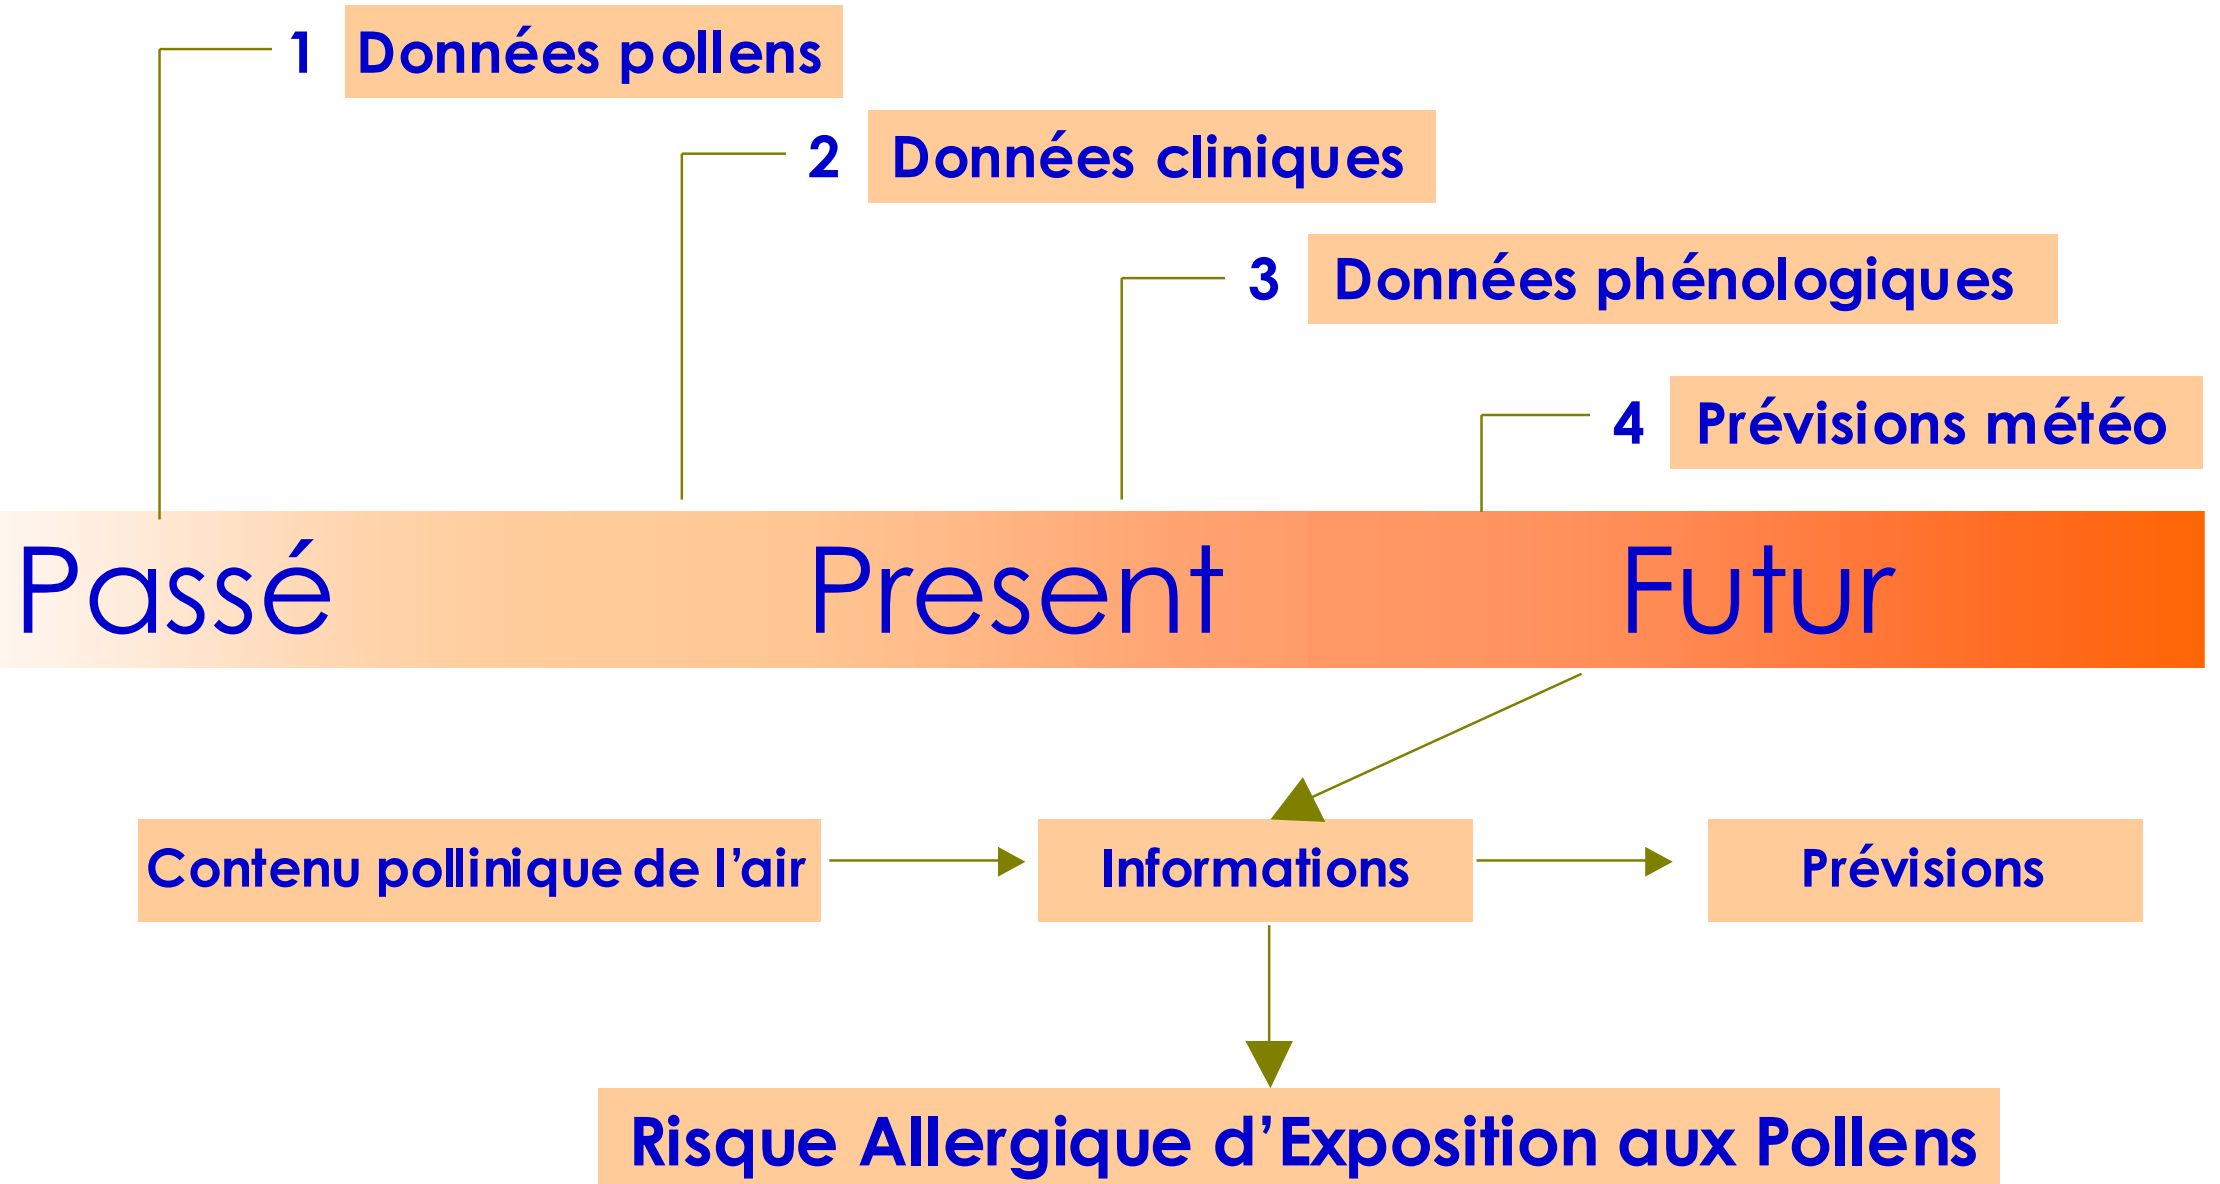 1 Données pollens
2 Données cliniques
3 Données phénologiques
4 Prévisions météo
Passé Present Futur
Contenu pollinique de l’air Informations Prévisions
Risque Allergique d’Exposition aux Pollens